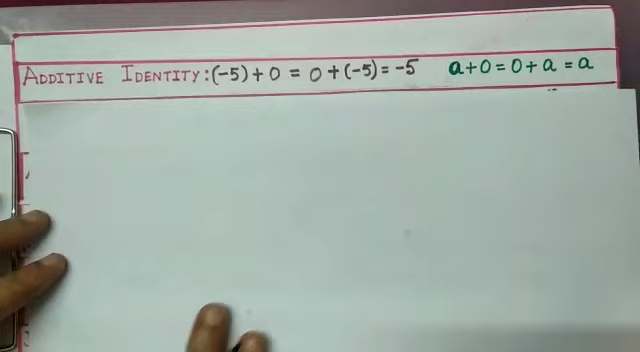 ADDITIVE IDENTITY: (-5) + 0 = 0 + (-5) = -5 a + 0 = 0 + a = a